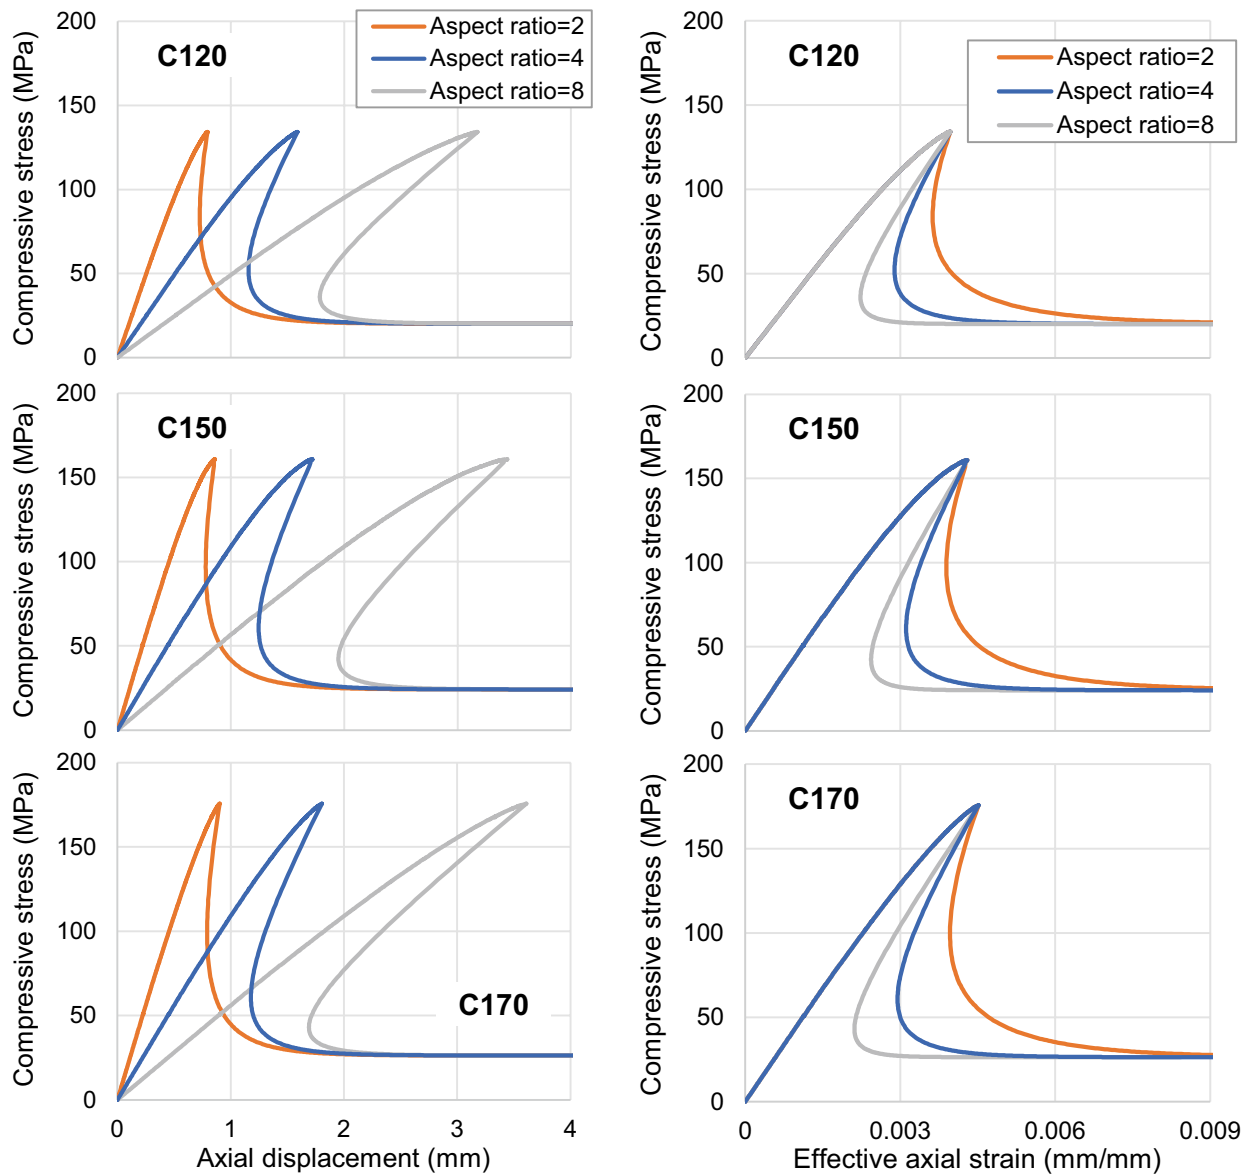 Compressive stress (MPa)
200
150
100
50
0
C120
Aspect ratio=2
Aspect ratio=4
Aspect ratio=8
Compressive stress (MPa)
200
150
100
50
0
C120
Aspect ratio=2
Aspect ratio=4
Aspect ratio=8
Compressive stress (MPa)
200
150
100
50
0
C150
Compressive stress (MPa)
200
150
100
50
0
C150
Compressive stress (MPa)
200
150
100
50
0
C170
0 1 2 3 4
Axial displacement (mm)
Compressive stress (MPa)
200
150
100
50
0
C170
0 0.003 0.006 0.009
Effective axial strain (mm/mm)